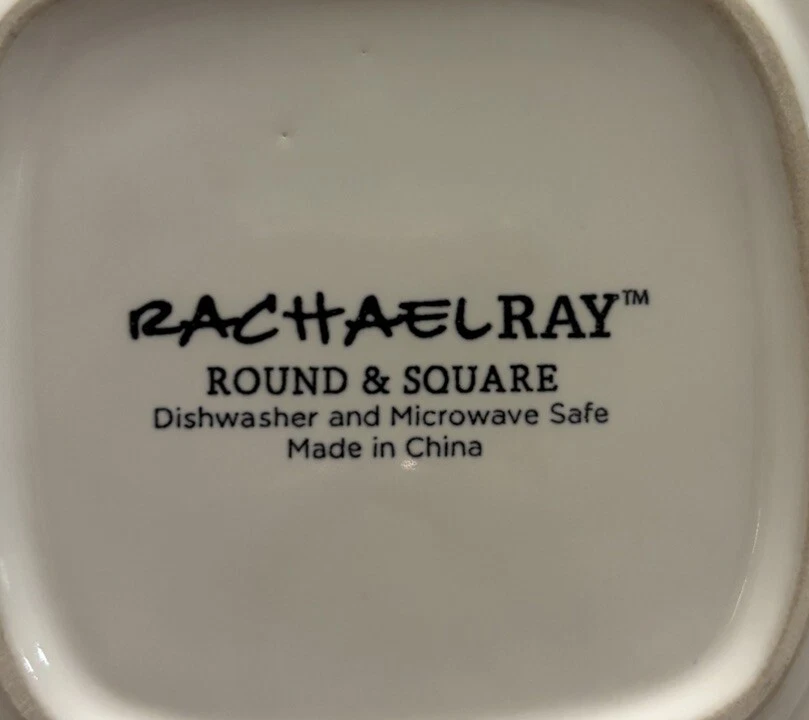 RACHAELRAY™
ROUND & SQUARE
Dishwasher and Microwave Safe
Made in China